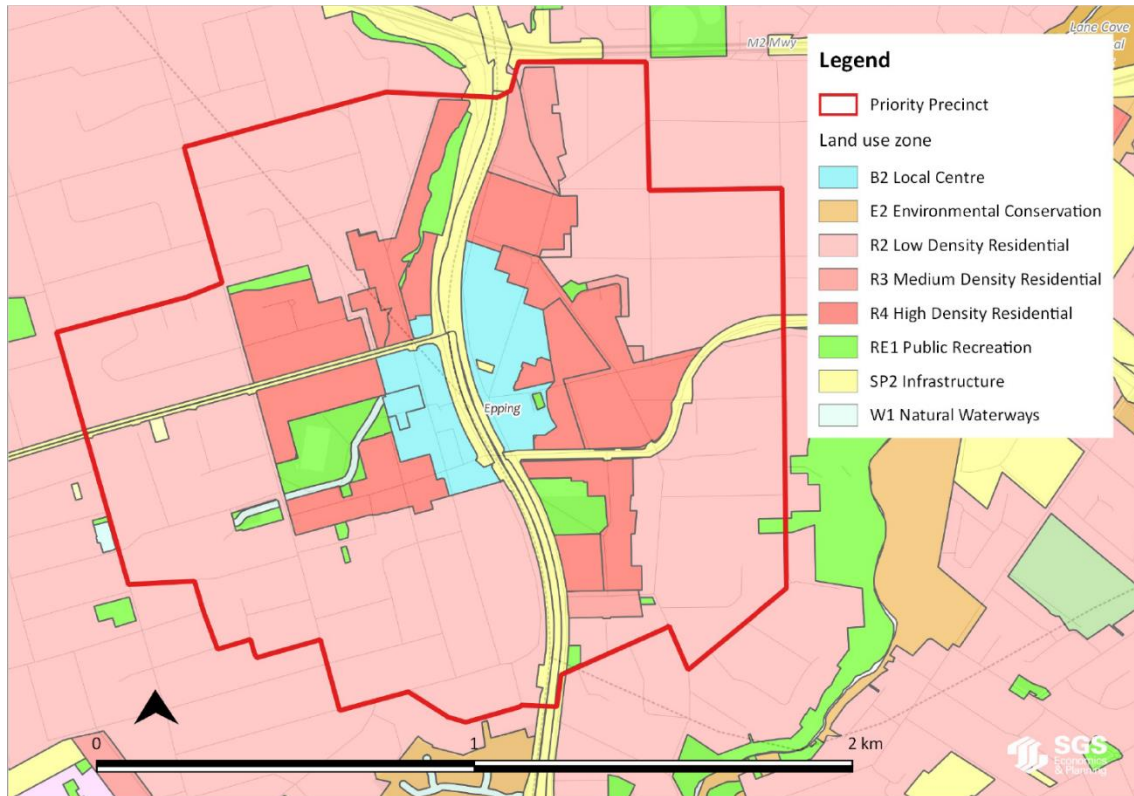 M2 Mwy
Lane Cove
Legend
Priority Precinct
Land use zone
B2 Local Centre
E2 Environmental Conservation
R2 Low Density Residential
R3 Medium Density Residential
R4 High Density Residential
RE1 Public Recreation
SP2 Infrastructure
W1 Natural Waterways
Epping
0
1
2 km
SGS
Economics
& Planning